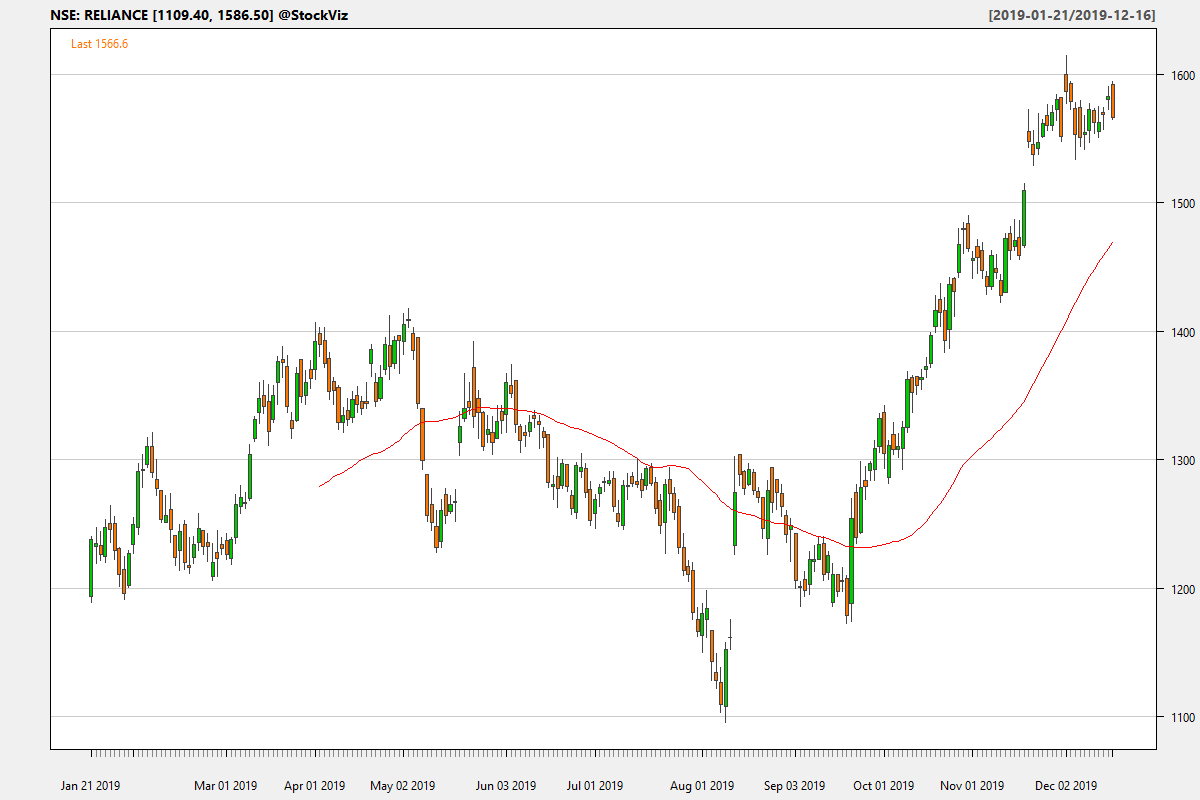 NSE: RELIANCE [1109.40, 1586.50] @StockViz [2019-01-21/2019-12-16]
Last 1566.6
1600
1500
1400
1300
1200
1100
Jan 21 2019 Mar 01 2019 Apr 01 2019 May 02 2019 Jun 03 2019 Jul 01 2019 Aug 01 2019 Sep 03 2019 Oct 01 2019 Nov 01 2019 Dec 02 2019